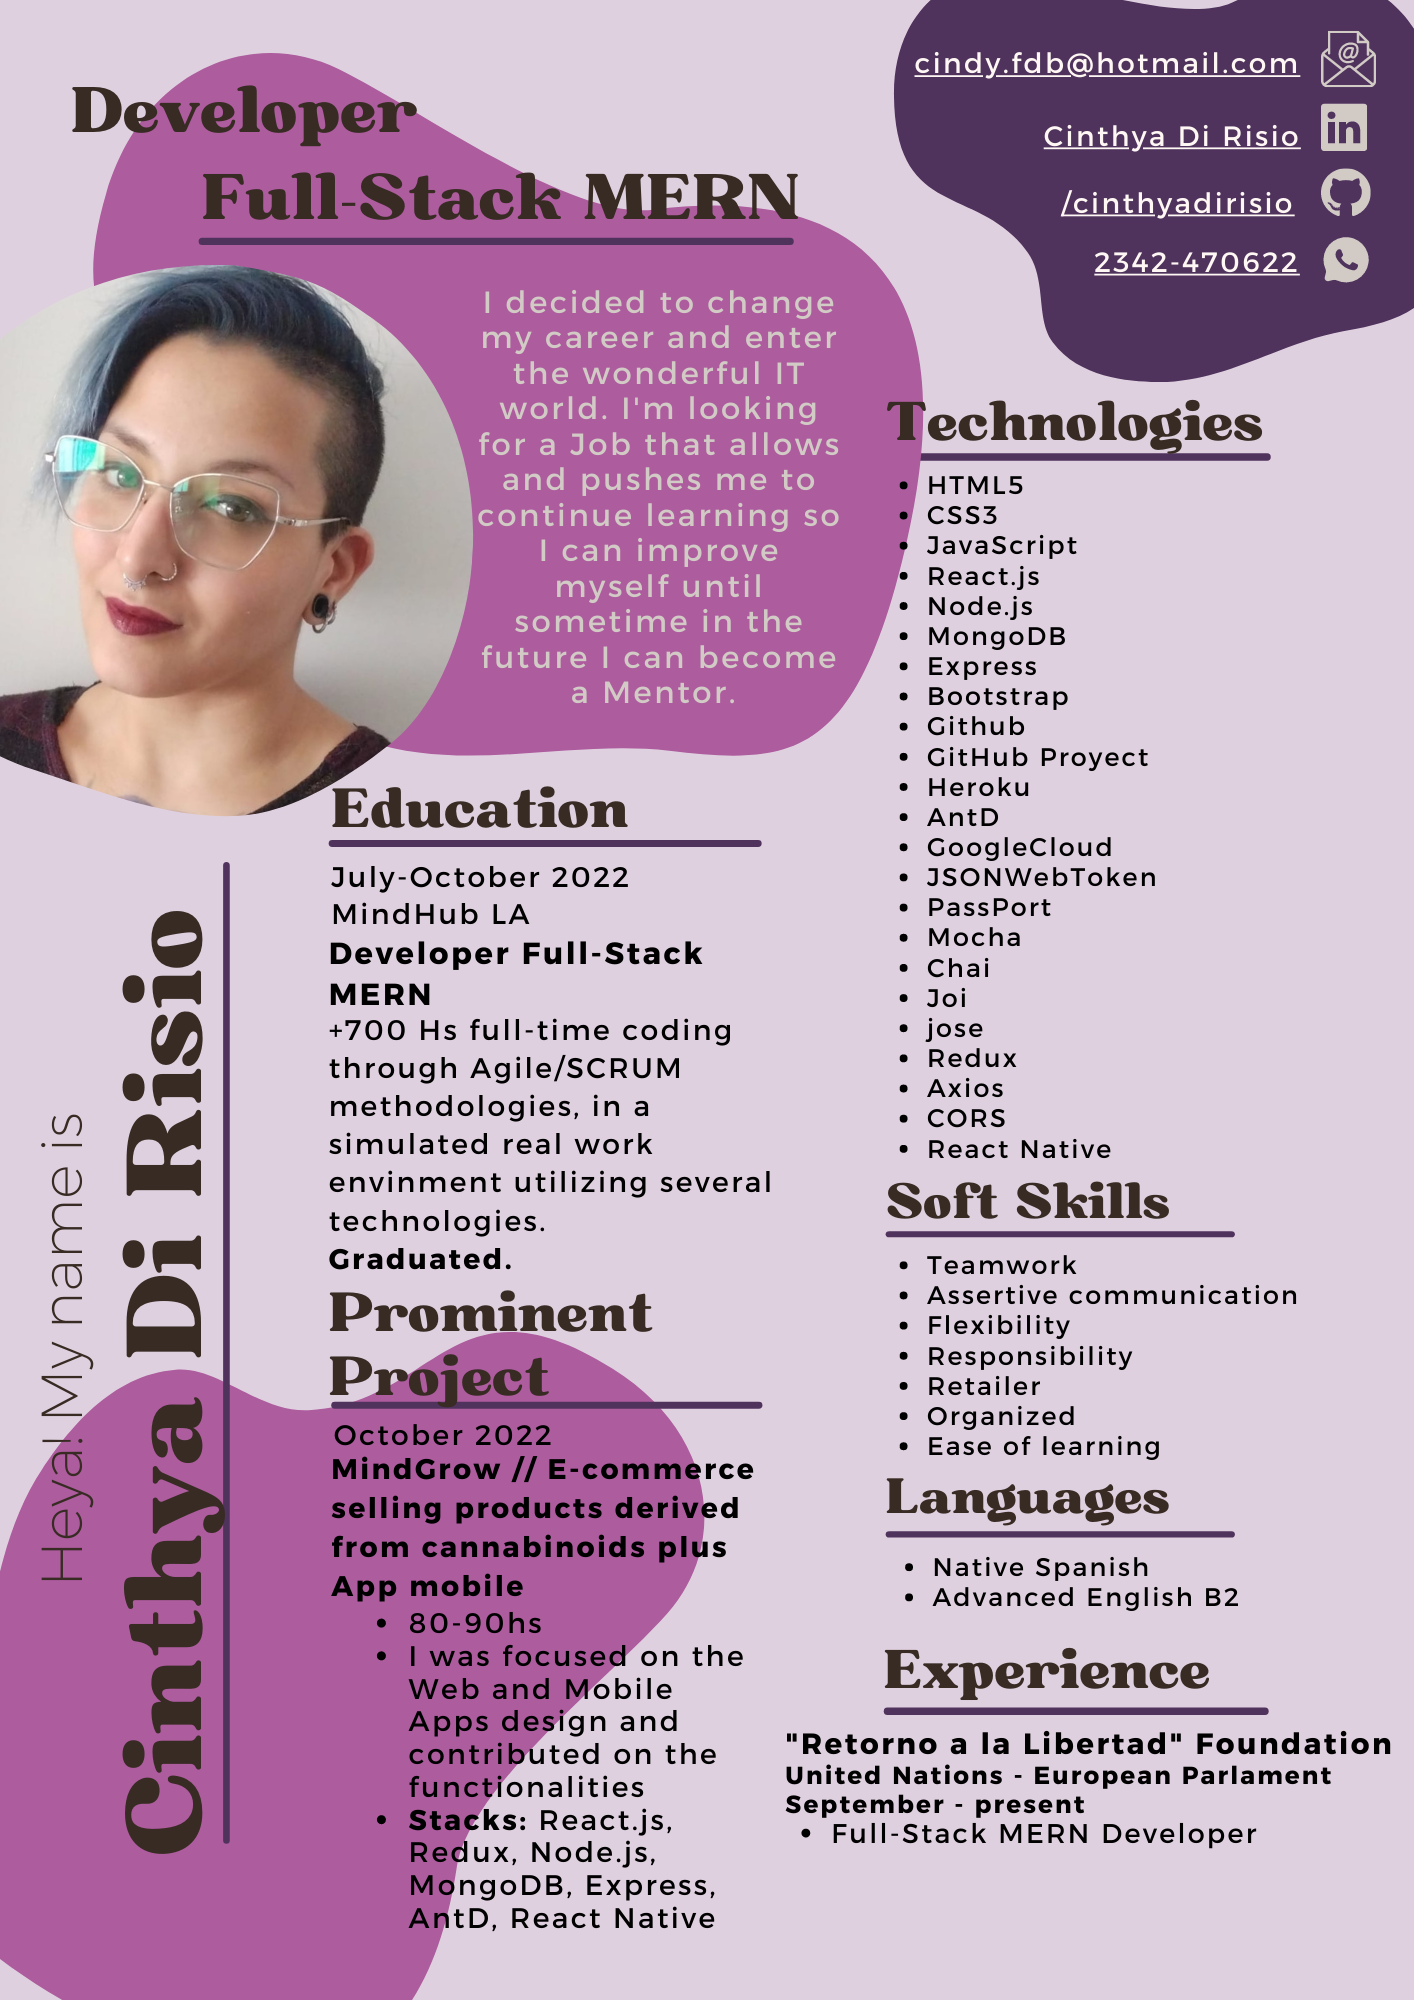 Developer
Full-Stack MERN
cindy.fdb@hotmail.com
Cinthya Di Risio
/cinthyadirisio
2342-470622
I decided to change
my career and enter
the wonderful IT
world. I'm looking
for a Job that allows
and pushes me to
continue learning so
I can improve
myself until
sometime in the
future I can become
a Mentor.
Heya! My name is
Cinthya Di Risio
Education
July-October 2022
MindHub LA
Developer Full-Stack
MERN
+700 Hs full-time coding
through Agile/SCRUM
methodologies, in a
simulated real work
envinment utilizing several
technologies.
Graduated.
Prominent
Project
October 2022
MindGrow // E-commerce
selling products derived
from cannabinoids plus
App mobile
• 80-90hs
• I was focused on the
Web and Mobile
Apps design and
contributed on the
functionalities
• Stacks: React.js,
Redux, Node.js,
MongoDB, Express,
AntD, React Native
Technologies
• HTML5
• CSS3
• JavaScript
• React.js
• Node.js
• MongoDB
• Express
• Bootstrap
• Github
• GitHub Proyect
• Heroku
• AntD
• GoogleCloud
• JSONWebToken
• PassPort
• Mocha
• Chai
• Joi
• jose
• Redux
• Axios
• CORS
• React Native
Soft Skills
• Teamwork
• Assertive communication
• Flexibility
• Responsibility
• Retailer
• Organized
• Ease of learning
Languages
• Native Spanish
• Advanced English B2
Experience
"Retorno a la Libertad" Foundation
United Nations - European Parlament
September - present
• Full-Stack MERN Developer